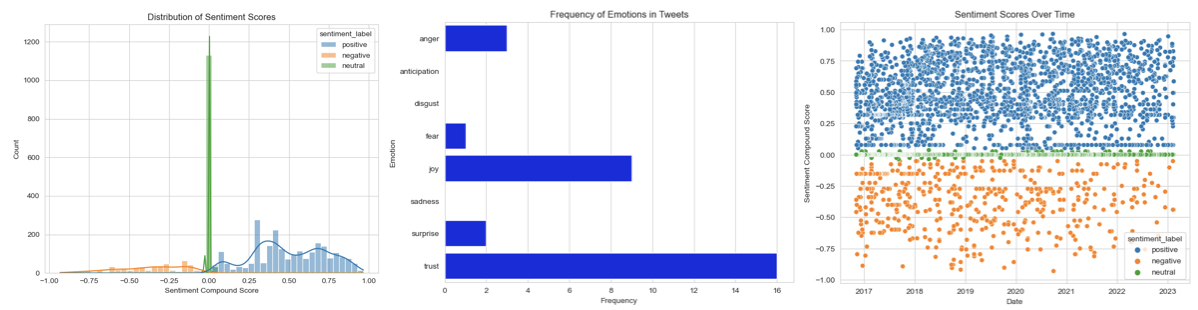 Distribution of Sentiment Scores
sentiment_label
positive
negative
neutral
Count
1200
1000
800
600
400
200
0
−1.00 −0.75 −0.50 −0.25 0.00 0.25 0.50 0.75 1.00
Sentiment Compound Score
Frequency of Emotions in Tweets
Emotion
anger
anticipation
disgust
fear
joy
sadness
surprise
trust
0 2 4 6 8 10 12 14 16
Frequency
Sentiment Scores Over Time
Sentiment Compound Score
1.00
0.75
0.50
0.25
0.00
−0.25
−0.50
−0.75
−1.00
sentiment_label
positive
negative
neutral
2017 2018 2019 2020 2021 2022 2023
Date